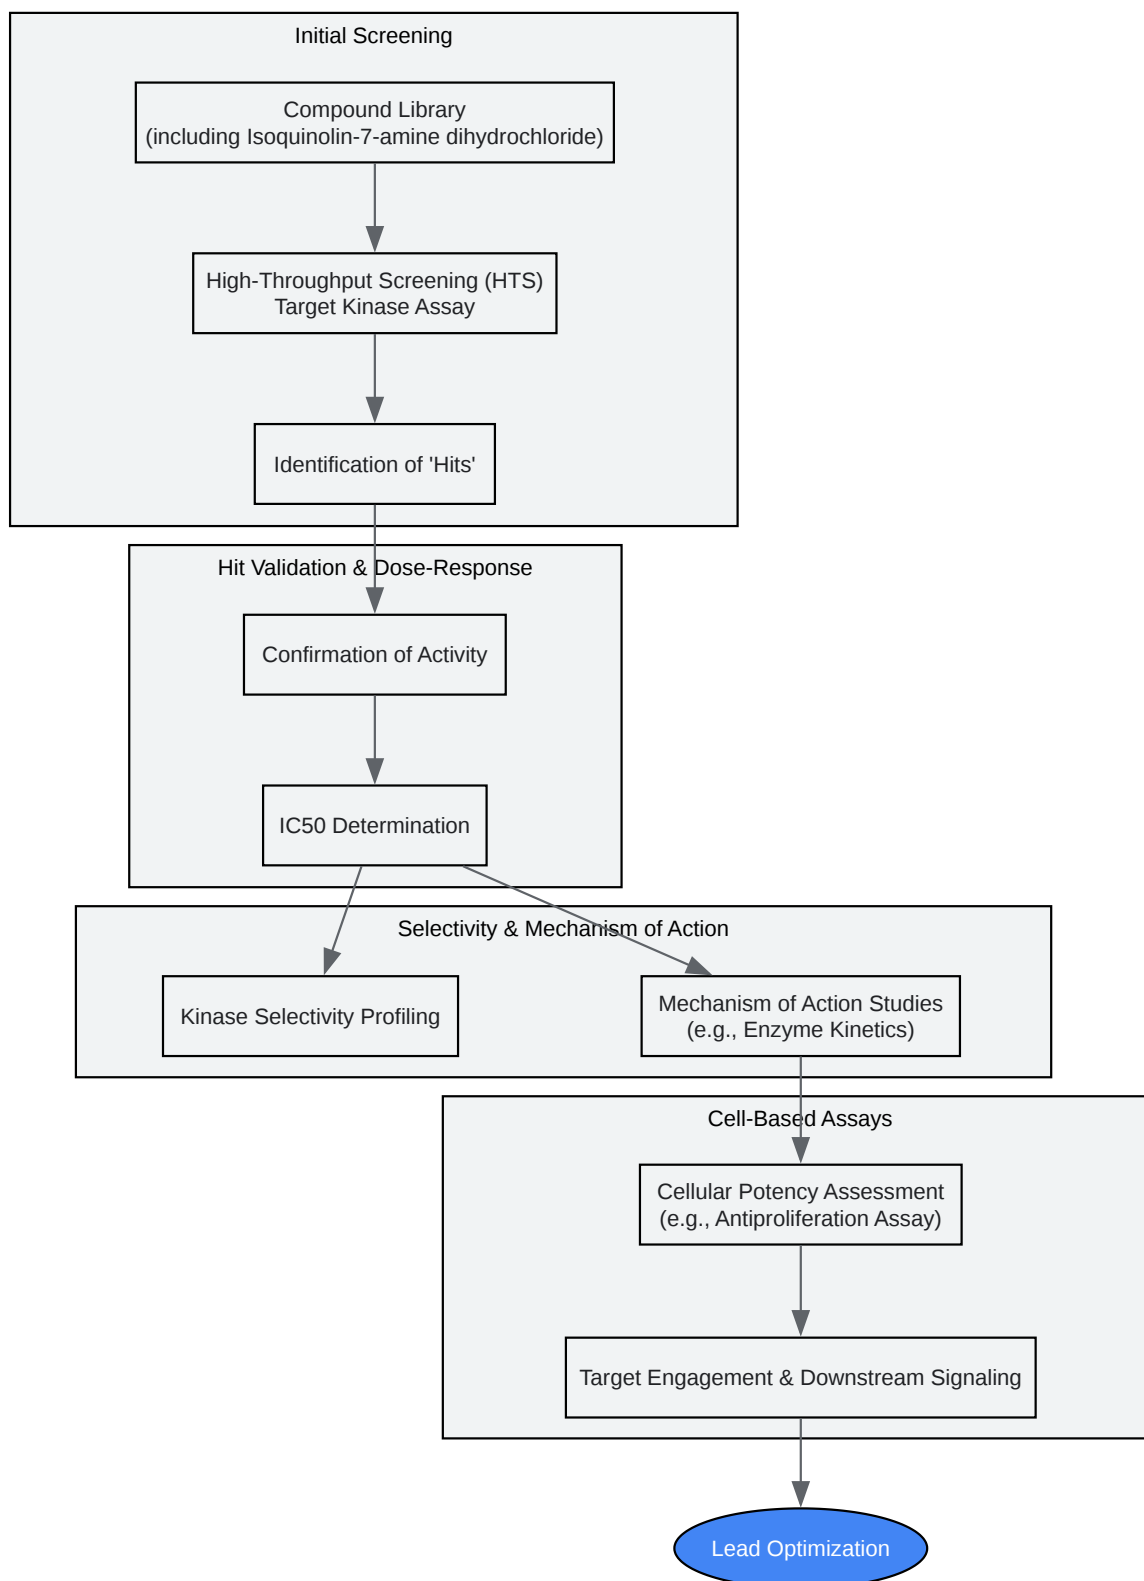 Initial Screening
Compound Library
(including Isoquinolin-7-amine dihydrochloride)
High-Throughput Screening (HTS)
Target Kinase Assay
Identification of 'Hits'
Hit Validation & Dose-Response
Confirmation of Activity
IC50 Determination
Selectivity & Mechanism of Action
Kinase Selectivity Profiling
Mechanism of Action Studies
(e.g., Enzyme Kinetics)
Cell-Based Assays
Cellular Potency Assessment
(e.g., Antiproliferation Assay)
Target Engagement & Downstream Signaling
Lead Optimization